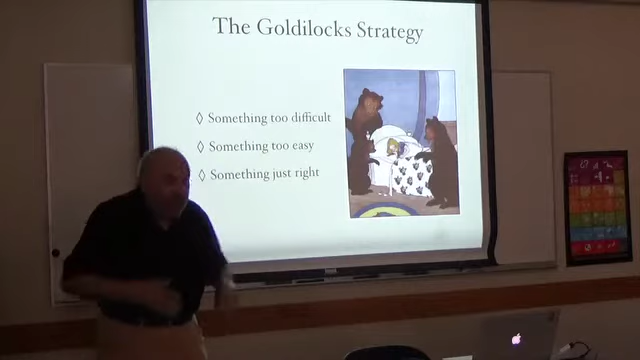 The Goldilocks Strategy
◊ Something too difficult
◊ Something too easy
◊ Something just right